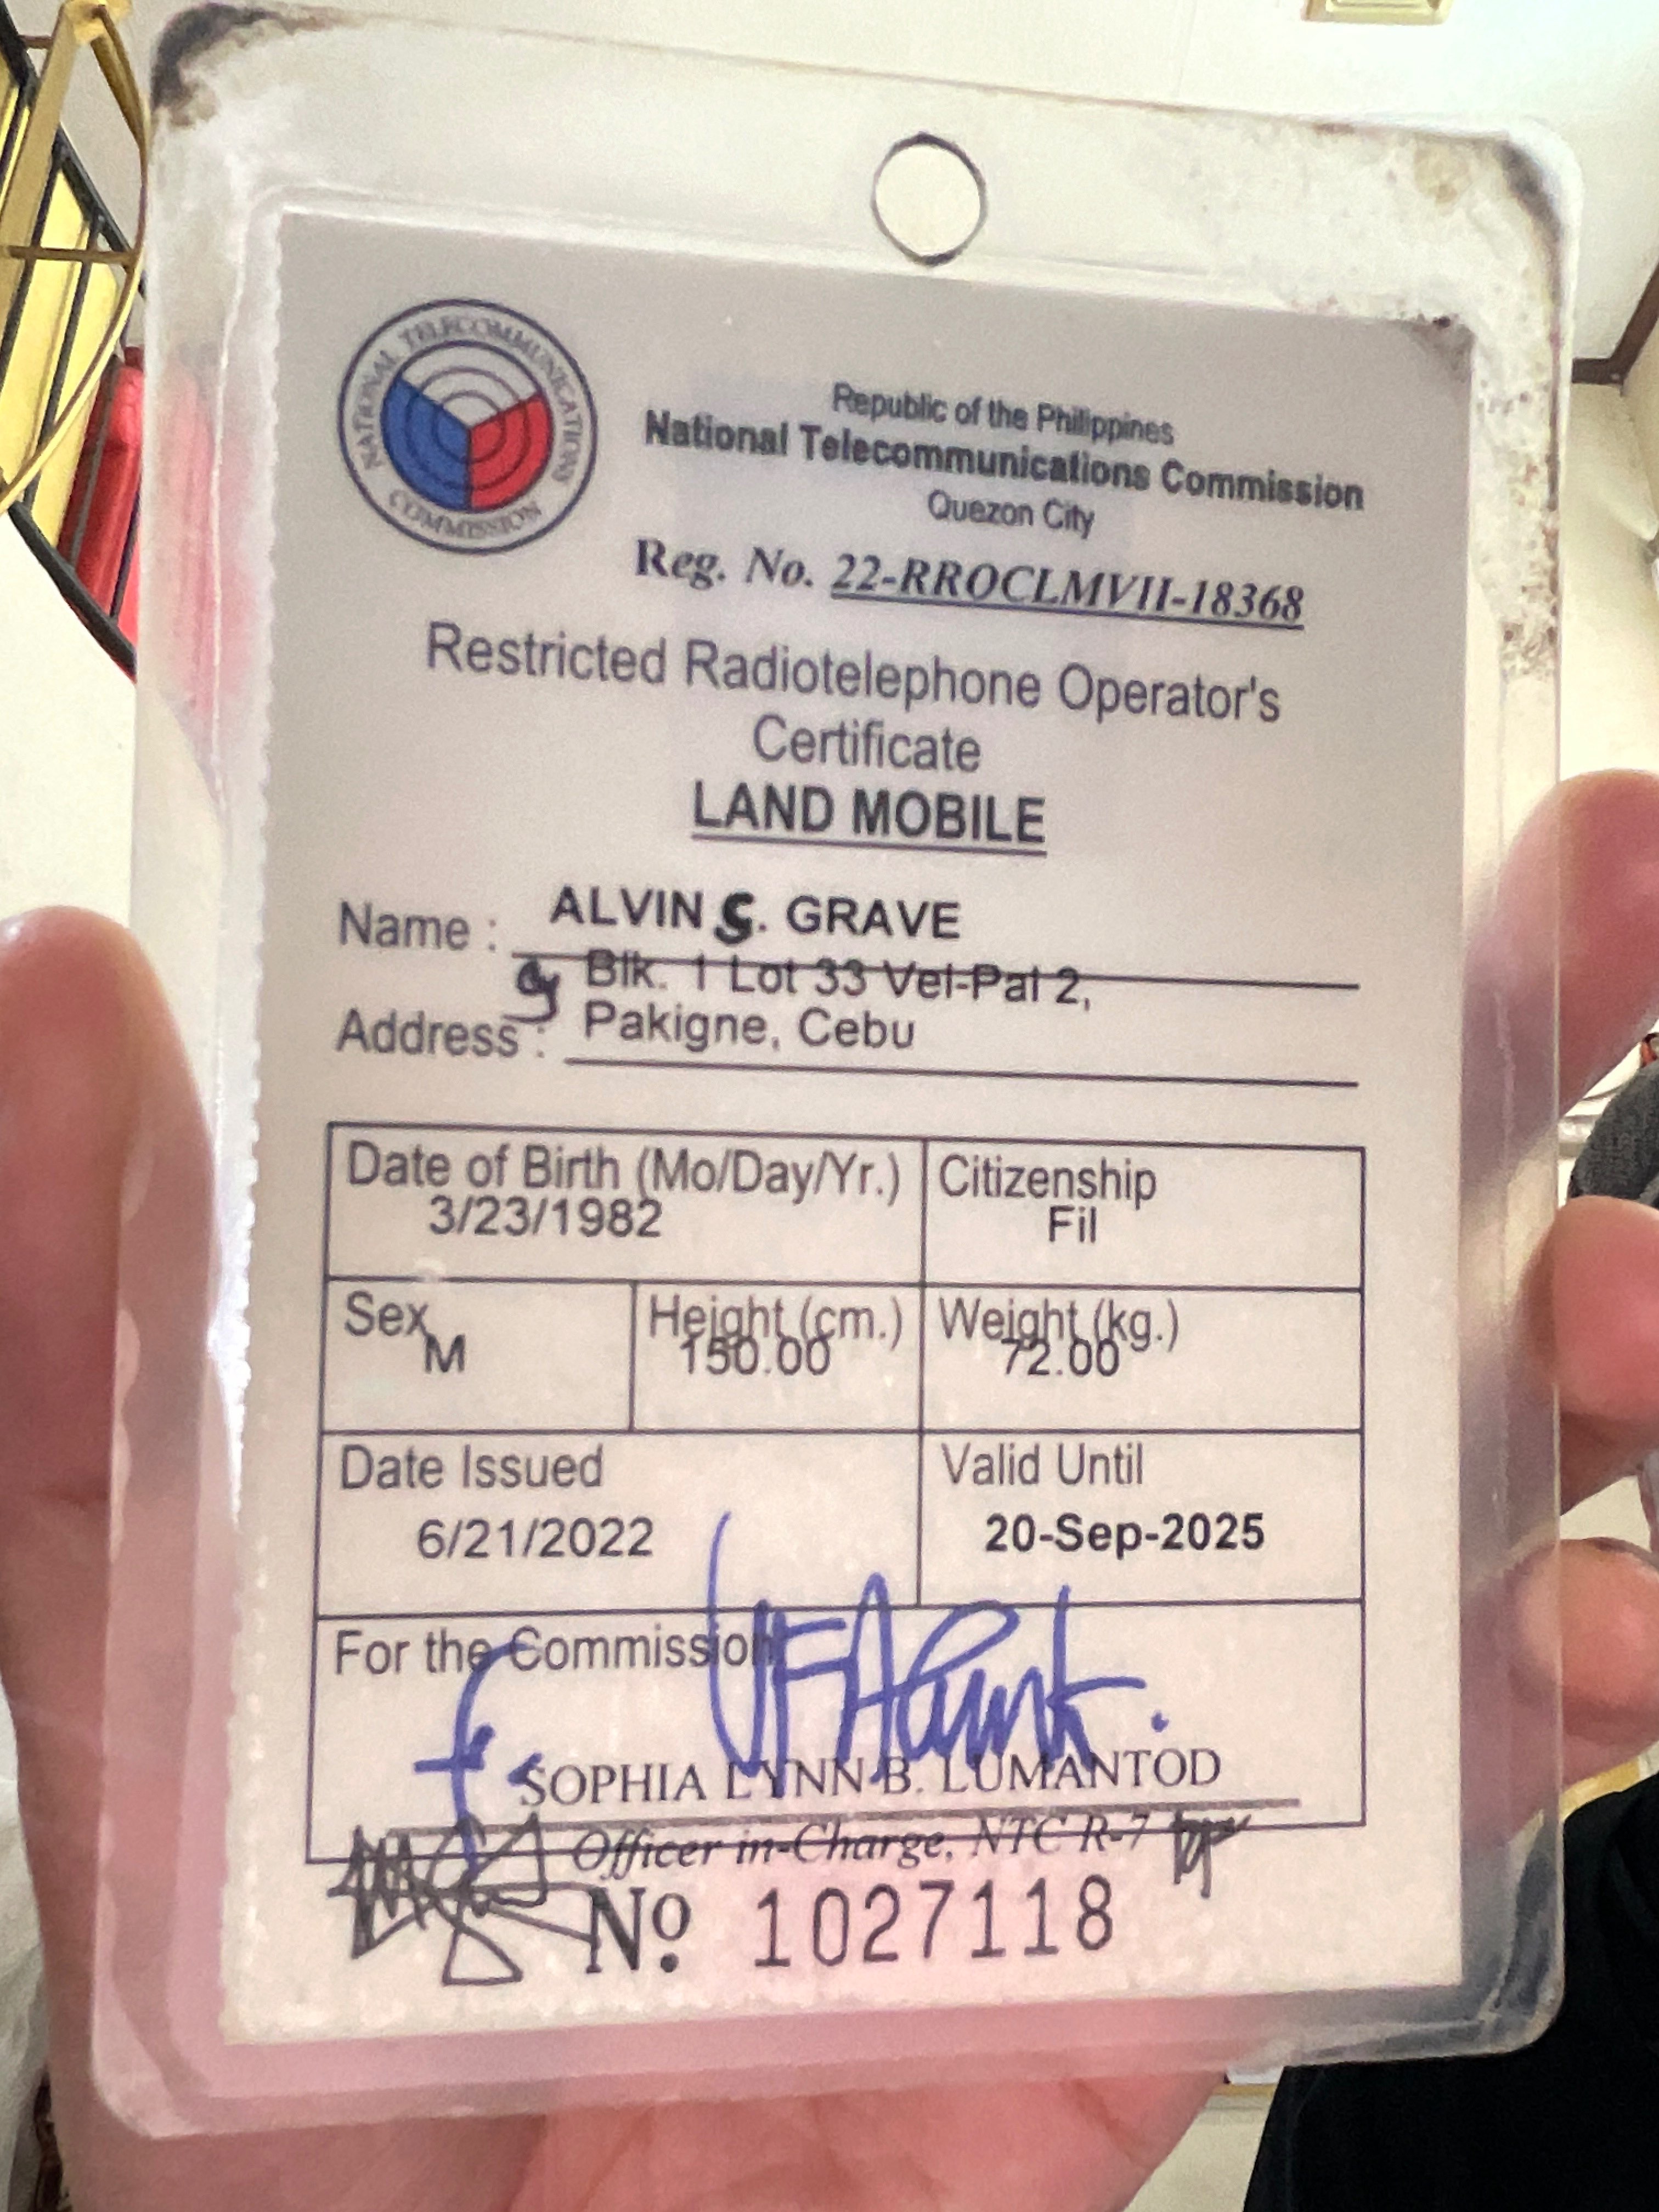 NATIONAL TELECOMMUNICATIONS COMMISSION
Republic of the Philippines
National Telecommunications Commission
Quezon City
Reg. No. 22-RROCLMVII-18368
Restricted Radiotelephone Operator's
Certificate
LAND MOBILE
Name : ALVIN S. GRAVE
Blk. 1 Lot 33 Vel-Pal 2,
Address : Pakigne, Cebu
Date of Birth (Mo/Day/Yr.) Citizenship
3/23/1982 Fil
Sex Height (cm.) Weight (kg.)
M 150.00 72.00
Date Issued Valid Until
6/21/2022 20-Sep-2025
For the Commission
SOPHIA LYNN B. LUMANTOD
Officer in-Charge, NTC R-7
Nº 1027118